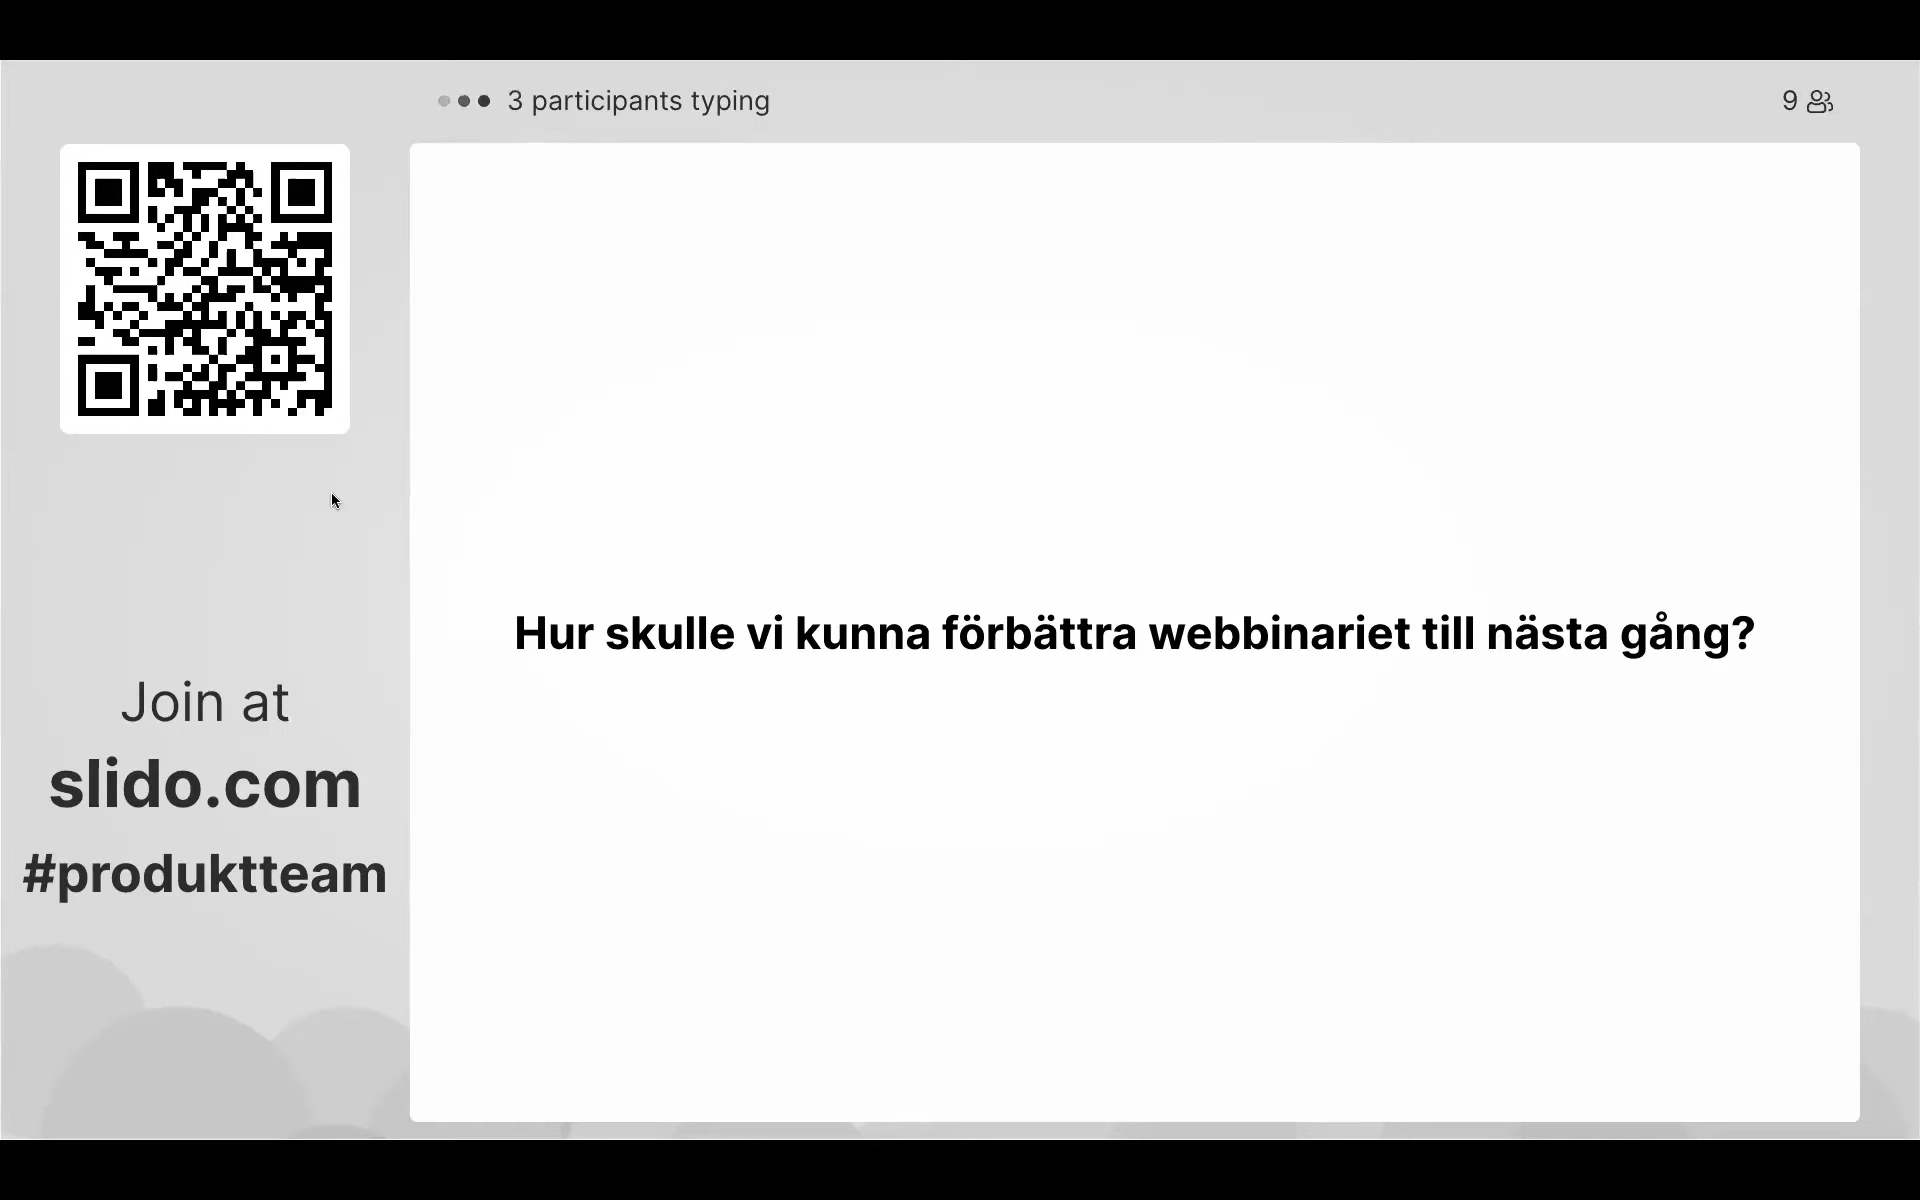 3 participants typing
9
Hur skulle vi kunna förbättra webbinariet till nästa gång?
Join at
slido.com
#produktteam